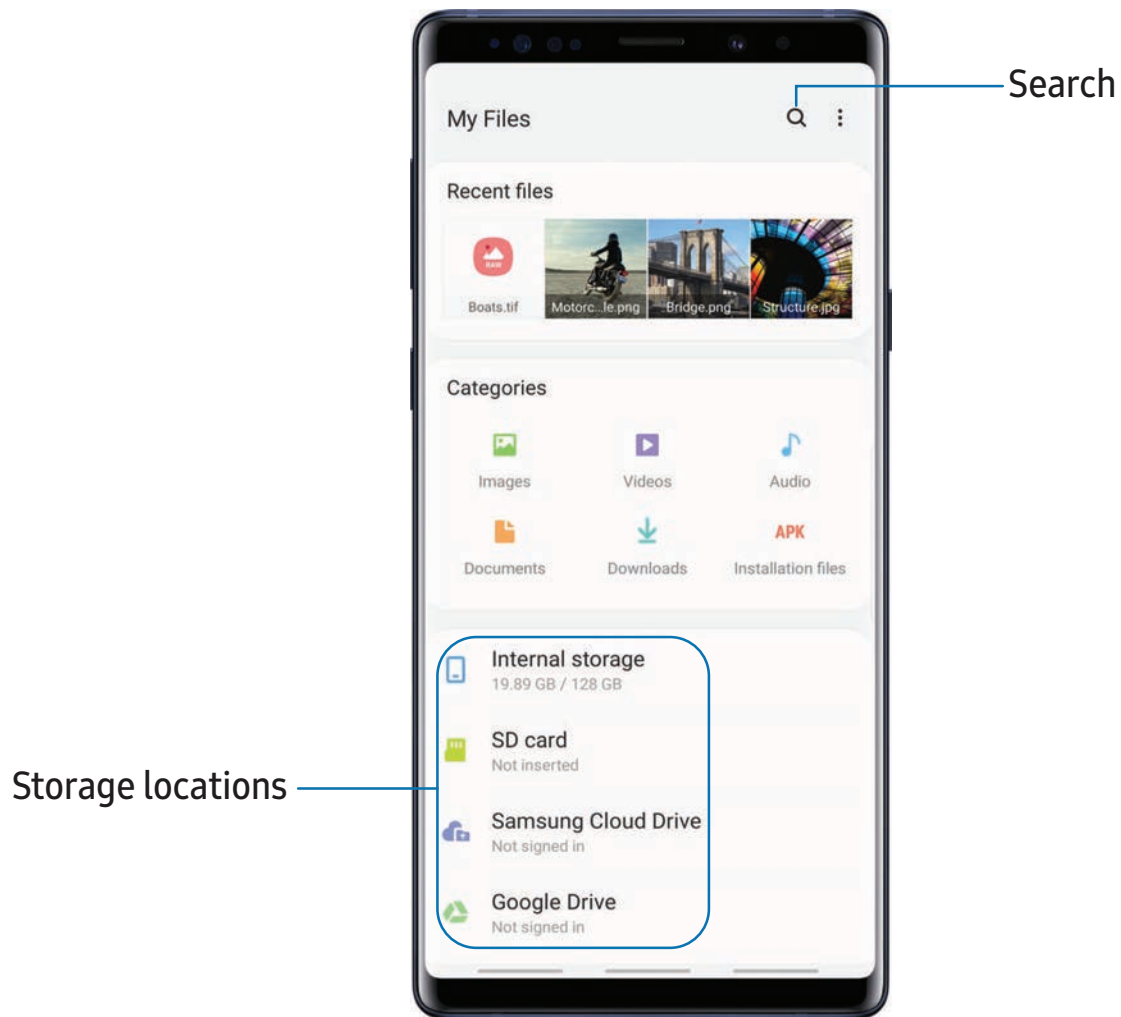 Search
My Files
Recent files
RAW
Boats.tif
Motorc...le.png
Bridge.png
Structure.jpg
Categories
Images
Videos
Audio
APK
Documents
Downloads
Installation files
Internal storage
19.89 GB / 128 GB
SD card
Not inserted
Storage locations
Samsung Cloud Drive
Not signed in
Google Drive
Not signed in